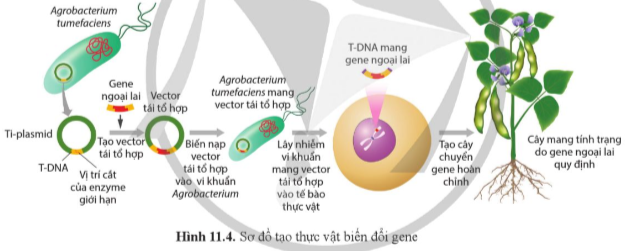 Agrobacterium
tumefaciens
Gene
ngoại lai
Vector
tái tổ hợp
Ti-plasmid
T-DNA
Vị trí cắt
của enzyme
giới hạn
Tạo vector
tái tổ hợp
Biến nạp
vector
tái tổ hợp
vào vi khuẩn
Agrobacterium
Agrobacterium
tumefaciens mang
vector tái tổ hợp
Lây nhiễm
vi khuẩn
mang vector
tái tổ hợp
vào tế bào
thực vật
T-DNA mang
gene ngoại lai
Tạo cây
chuyển
gene hoàn
chỉnh
Cây mang tính trạng
do gene ngoại lai
quy định
Hình 11.4. Sơ đồ tạo thực vật biến đổi gene